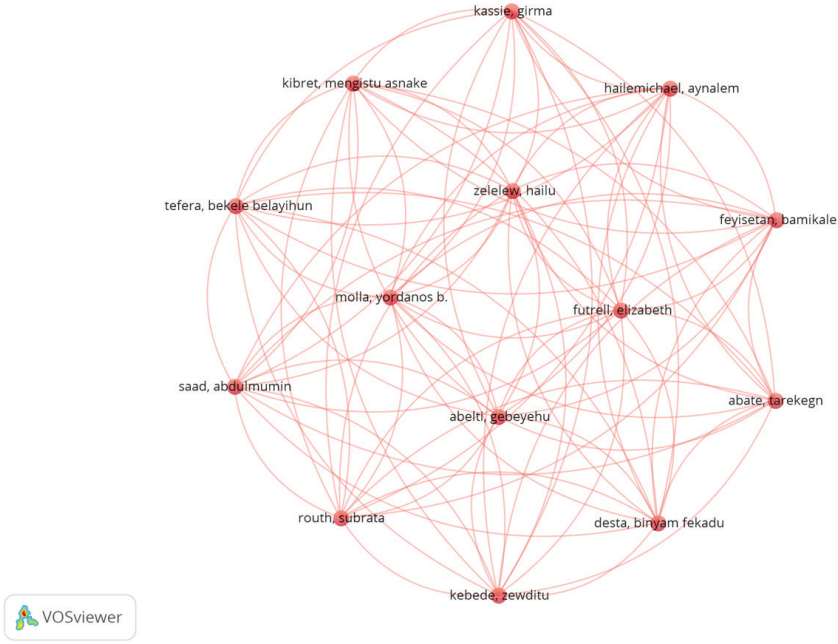 kassie, girma
kibret, mengistu asnake
hailemichael, aynalem
zelelew, hailu
tefera, bekele belayihun
feyisetan, bamikale
molla, yordanos b.
futrell, elizabeth
saad, abdulmumin
abate, tarekegn
abelti, gebeyehu
routh, subrata
desta, binyam fekadu
kebede, zewditu
VOSviewer